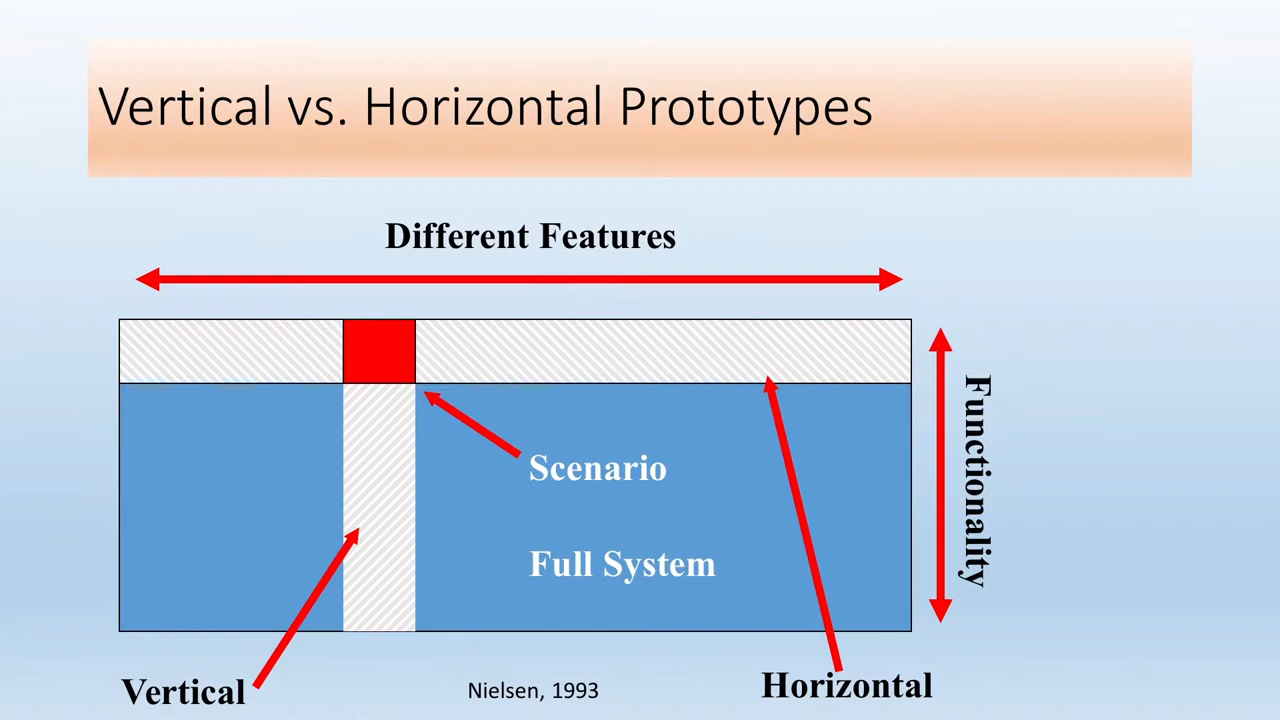 Vertical vs. Horizontal Prototypes
Different Features
Functionality
Scenario
Full System
Vertical
Nielsen, 1993
Horizontal